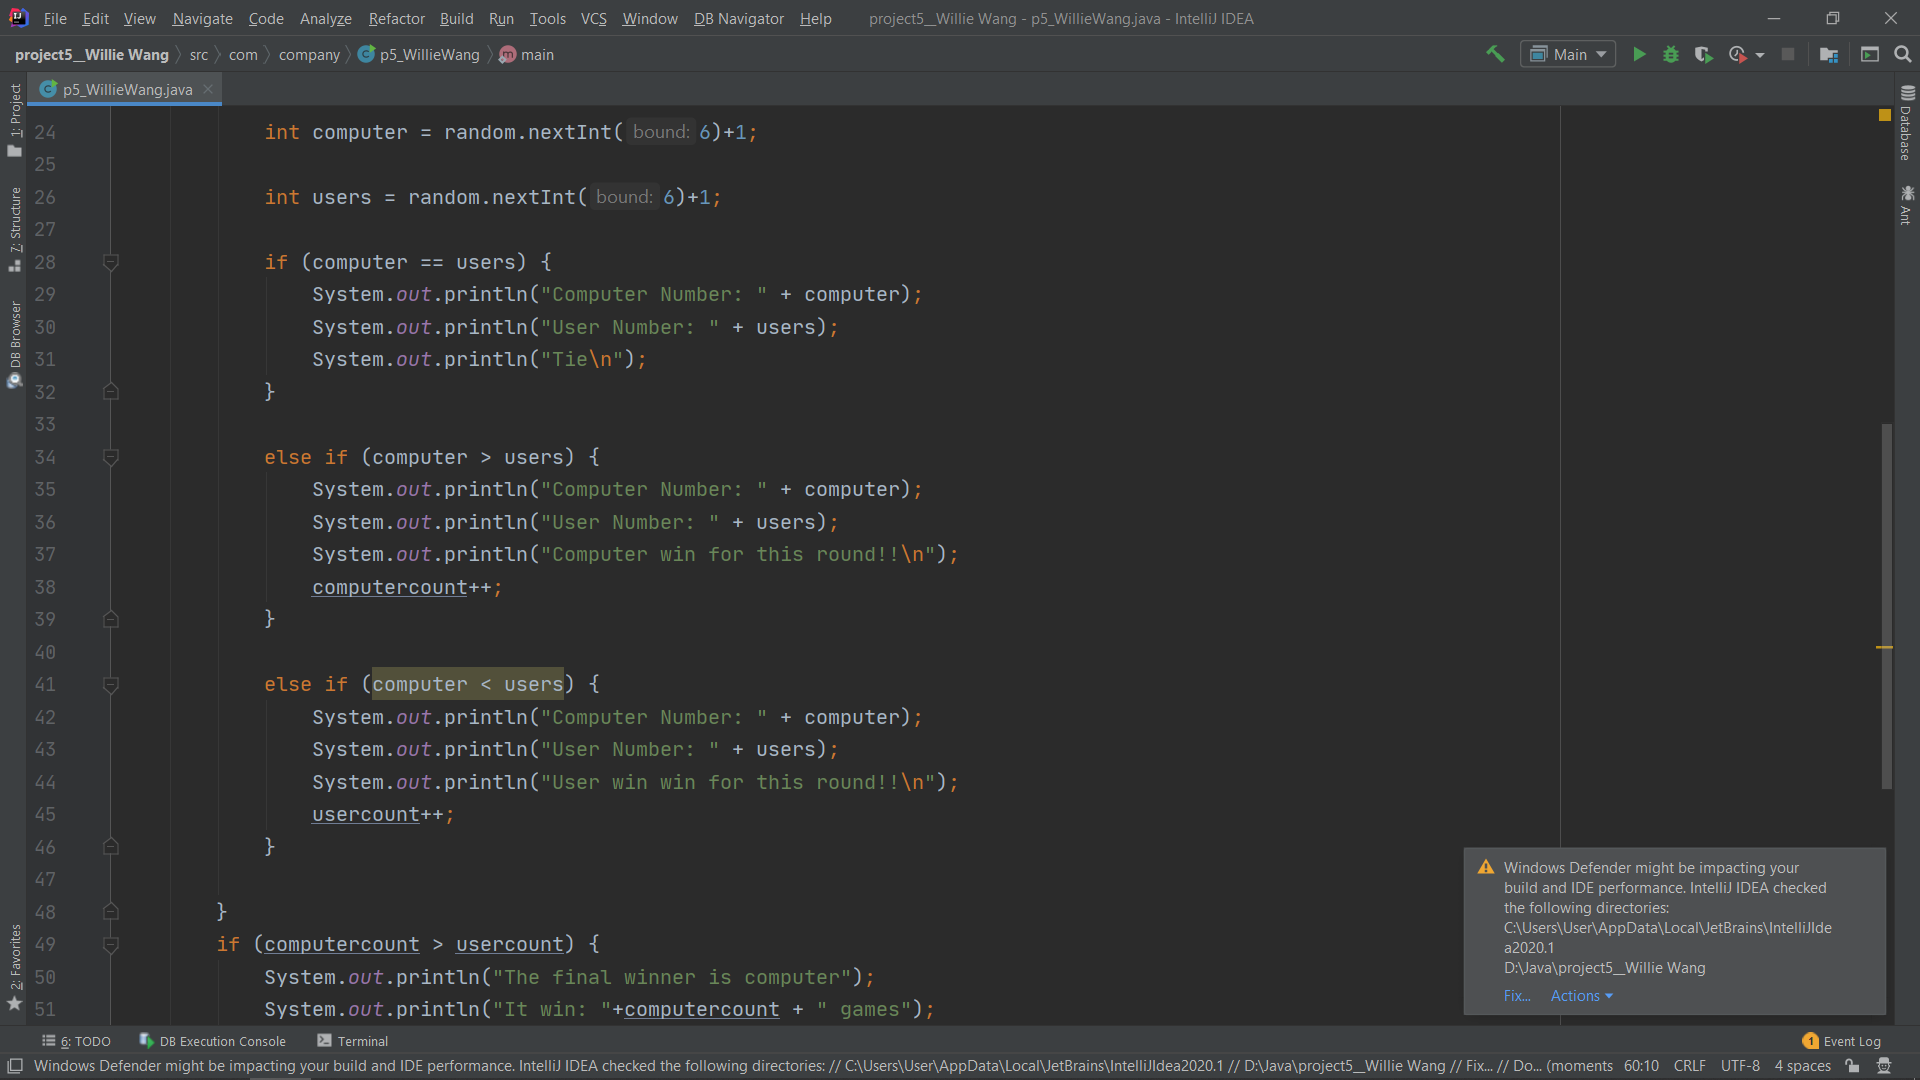 File Edit View Navigate Code Analyze Refactor Build Run Tools VCS Window DB Navigator Help project5__Willie Wang - p5_WillieWang.java - IntelliJ IDEA
project5__Willie Wang src com company p5_WillieWang main Main
p5_WillieWang.java
1: Project
7: Structure
DB Browser
2: Favorites
Database
Ant
24 int computer = random.nextInt( bound: 6)+1;
25
26 int users = random.nextInt( bound: 6)+1;
27
28 if (computer == users) {
29 System.out.println("Computer Number: " + computer);
30 System.out.println("User Number: " + users);
31 System.out.println("Tie\n");
32 }
33
34 else if (computer > users) {
35 System.out.println("Computer Number: " + computer);
36 System.out.println("User Number: " + users);
37 System.out.println("Computer win for this round!!\n");
38 computercount++;
39 }
40
41 else if (computer < users) {
42 System.out.println("Computer Number: " + computer);
43 System.out.println("User Number: " + users);
44 System.out.println("User win win for this round!!\n");
45 usercount++;
46 }
47
48 }
49 if (computercount > usercount) {
50 System.out.println("The final winner is computer");
51 System.out.println("It win: "+computercount + " games");
Windows Defender might be impacting your
build and IDE performance. IntelliJ IDEA checked
the following directories:
C:\Users\User\AppData\Local\JetBrains\IntelliJIde
a2020.1
D:\Java\project5__Willie Wang
Fix... Actions
6: TODO DB Execution Console Terminal 1 Event Log
Windows Defender might be impacting your build and IDE performance. IntelliJ IDEA checked the following directories: // C:\Users\User\AppData\Local\JetBrains\IntelliJIdea2020.1 // D:\Java\project5__Willie Wang // Fix... // Do... (moments 60:10 CRLF UTF-8 4 spaces